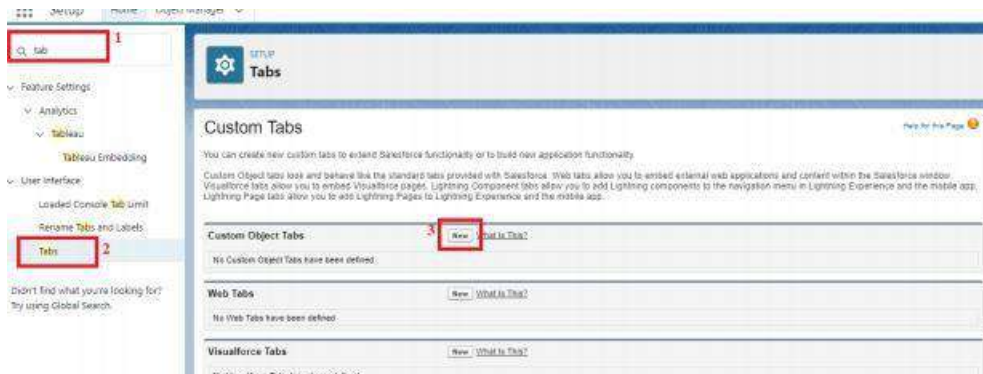 Setup Home Object Manager
1
tab
SETUP
Tabs
Feature Settings
Analytics
Tableau
Tableau Embedding
User Interface
Loaded Console Tab Limit
Rename Tabs and Labels
Tabs
2
Didn't find what you're looking for?
Try using Global Search.
Custom Tabs
Help for this Page
You can create new custom tabs to extend Salesforce functionality or to build new application functionality.
Custom Object tabs look and behave like the standard tabs provided with Salesforce. Web tabs allow you to embed external web applications and content within the Salesforce window.
Visualforce tabs allow you to embed Visualforce pages. Lightning Component tabs allow you to add Lightning components to the navigation menu in Lightning Experience and the mobile app.
Lightning Page tabs allow you to add Lightning Pages to Lightning Experience and the mobile app.
Custom Object Tabs 3 New What Is This?
No Custom Object Tabs have been defined
Web Tabs New What Is This?
No Web Tabs have been defined
Visualforce Tabs New What Is This?